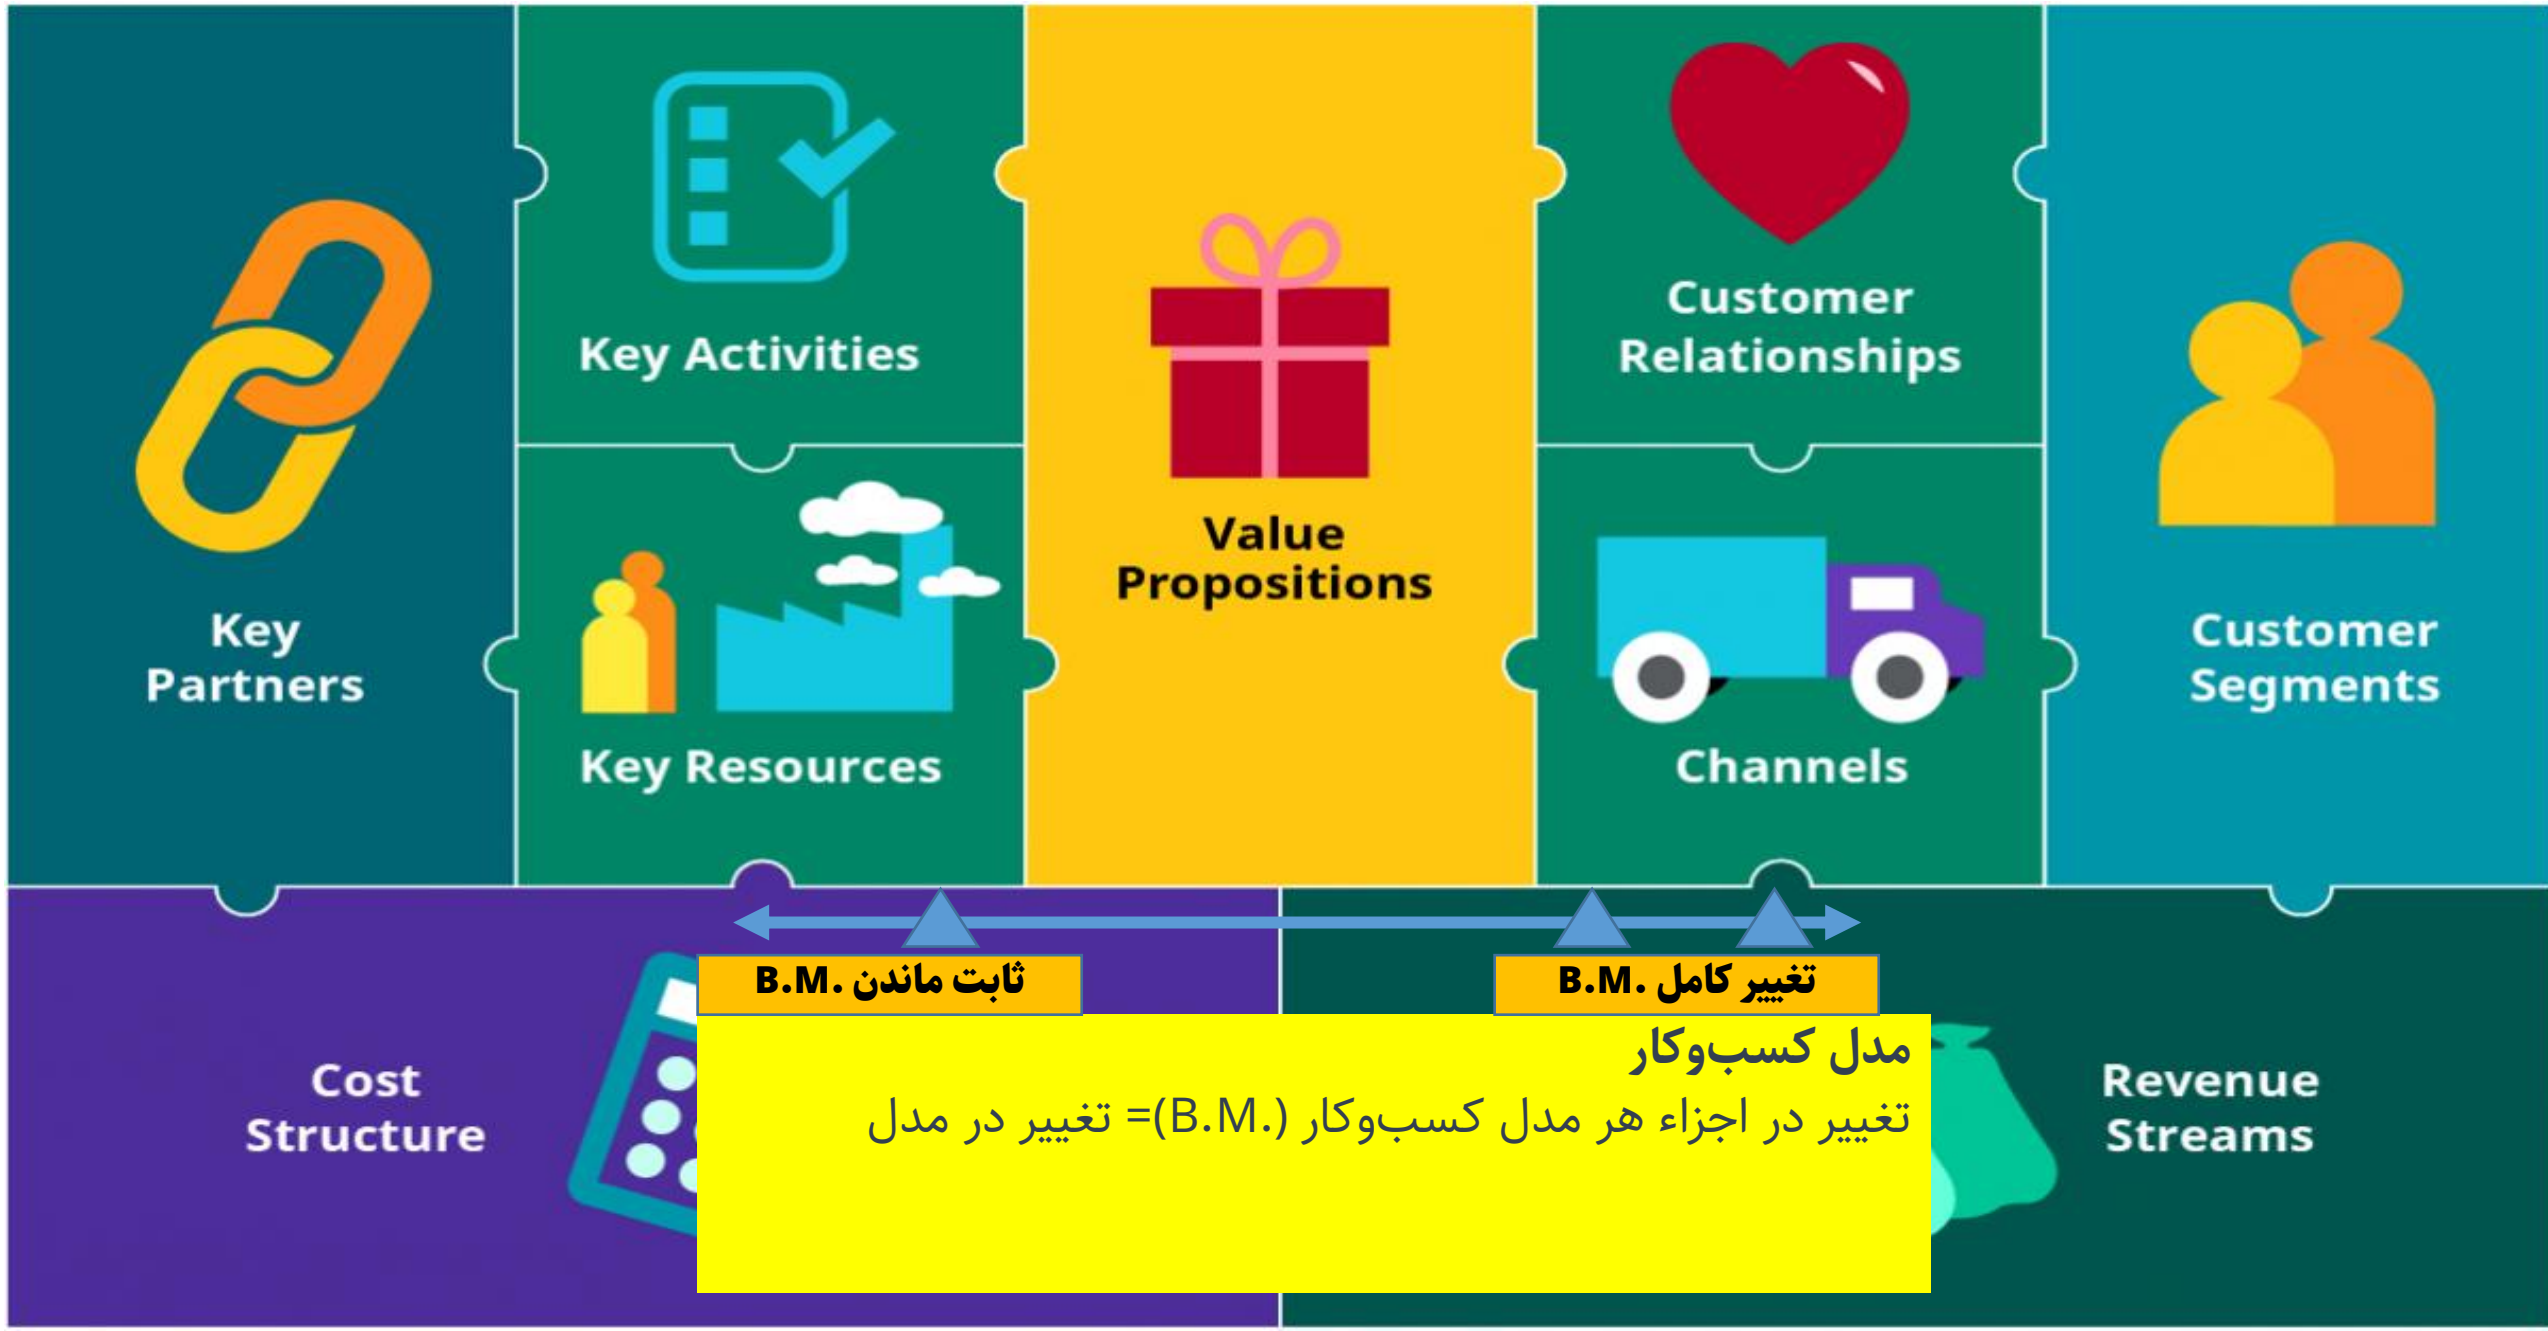 Key
Partners
Key Activities
Key Resources
Value
Propositions
Customer
Relationships
Channels
Customer
Segments
Cost
Structure
Revenue
Streams
ثابت ماندن B.M.
تغییر کامل B.M.
مدل کسب‌وکار
تغییر در اجزاء هر مدل کسب‌وکار (B.M.)= تغییر در مدل